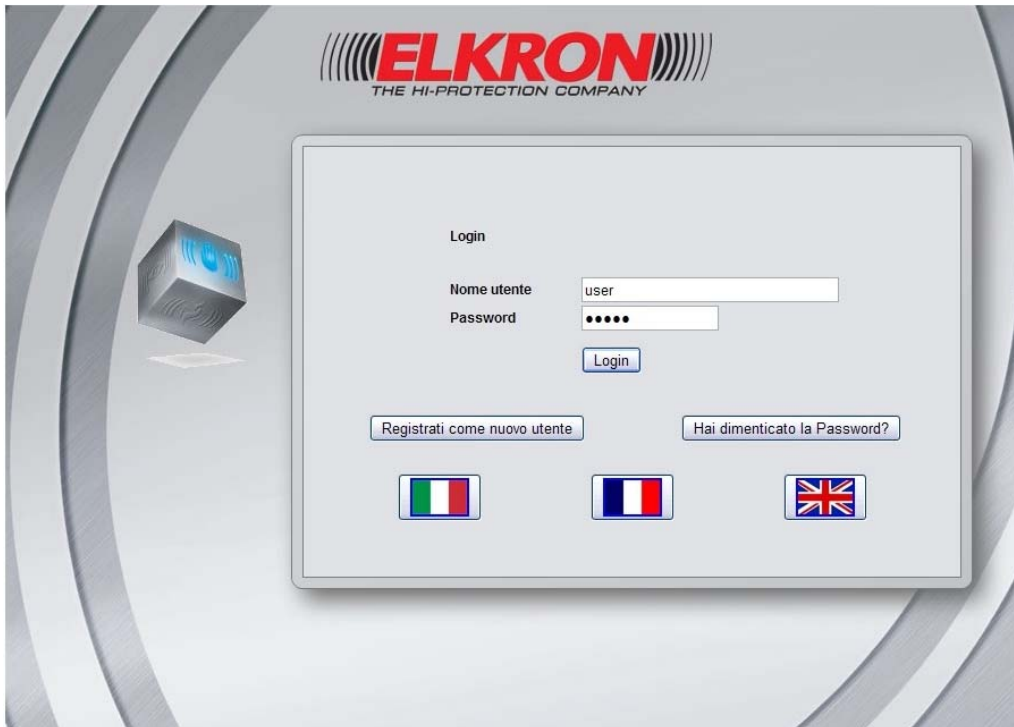 ELKRON
THE HI-PROTECTION COMPANY
Login
Nome utente user
Password •••••
Login
Registrati come nuovo utente Hai dimenticato la Password?